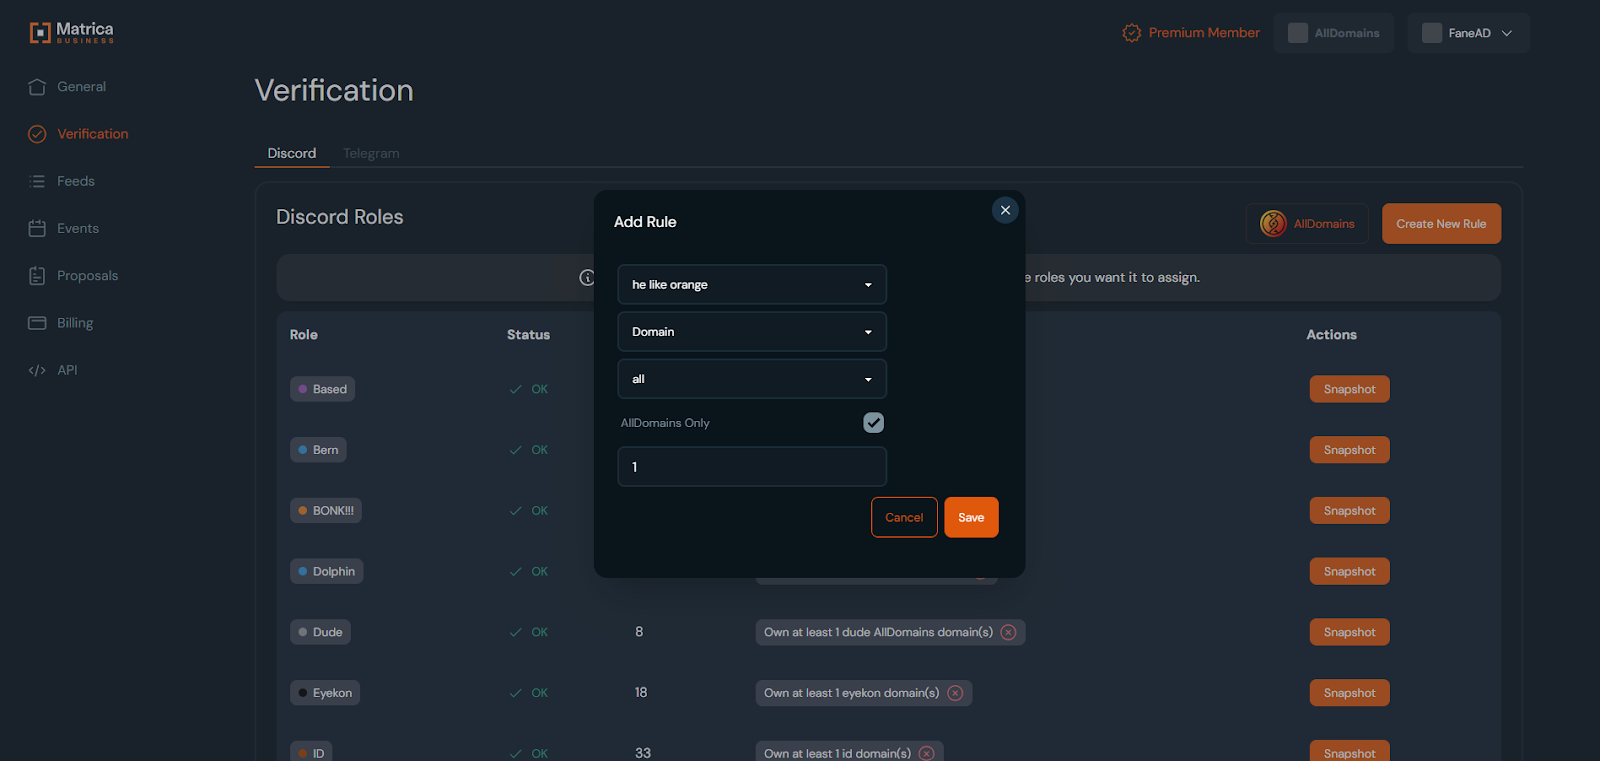 Matrica
BUSINESS
Premium Member
AllDomains
FaneAD
General
Verification
Feeds
Events
Proposals
Billing
API
Verification
Discord
Telegram
Discord Roles
AllDomains
Create New Rule
e roles you want it to assign.
Role
Status
Actions
Based
OK
Snapshot
Bern
OK
Snapshot
BONK!!!
OK
Snapshot
Dolphin
OK
Snapshot
Dude
OK
8
Own at least 1 dude AllDomains domain(s)
Snapshot
Eyekon
OK
18
Own at least 1 eyekon domain(s)
Snapshot
ID
OK
33
Own at least 1 id domain(s)
Snapshot
Add Rule
he like orange
Domain
all
AllDomains Only
1
Cancel
Save